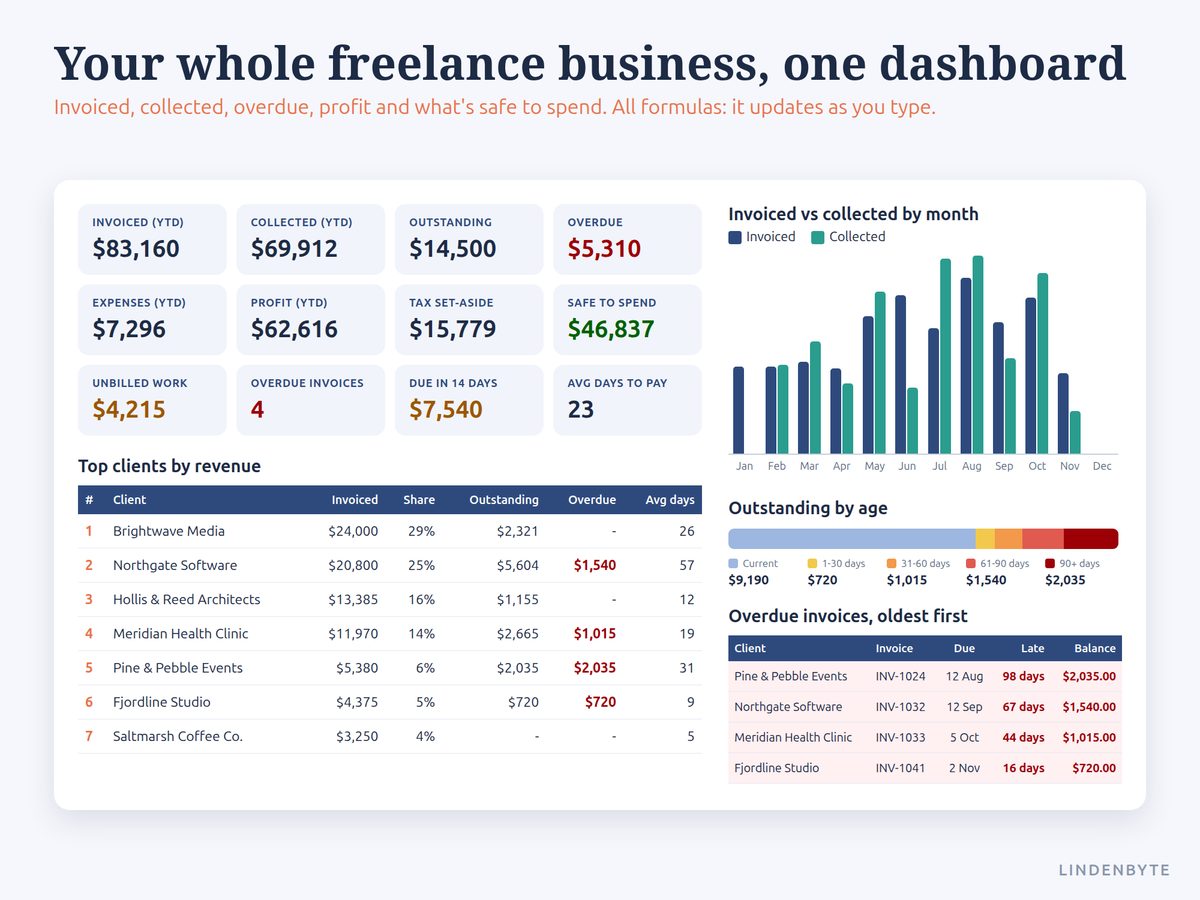 Your whole freelance business, one dashboard
Invoiced, collected, overdue, profit and what's safe to spend. All formulas: it updates as you type.
INVOICED (YTD) COLLECTED (YTD) OUTSTANDING OVERDUE
$83,160 $69,912 $14,500 $5,310
EXPENSES (YTD) PROFIT (YTD) TAX SET-ASIDE SAFE TO SPEND
$7,296 $62,616 $15,779 $46,837
UNBILLED WORK OVERDUE INVOICES DUE IN 14 DAYS AVG DAYS TO PAY
$4,215 4 $7,540 23
Top clients by revenue
# Client Invoiced Share Outstanding Overdue Avg days
1 Brightwave Media $24,000 29% $2,321 - 26
2 Northgate Software $20,800 25% $5,604 $1,540 57
3 Hollis & Reed Architects $13,385 16% $1,155 - 12
4 Meridian Health Clinic $11,970 14% $2,665 $1,015 19
5 Pine & Pebble Events $5,380 6% $2,035 $2,035 31
6 Fjordline Studio $4,375 5% $720 $720 9
7 Saltmarsh Coffee Co. $3,250 4% - - 5
Invoiced vs collected by month
Invoiced Collected
Jan Feb Mar Apr May Jun Jul Aug Sep Oct Nov Dec
Outstanding by age
Current 1-30 days 31-60 days 61-90 days 90+ days
$9,190 $720 $1,015 $1,540 $2,035
Overdue invoices, oldest first
Client Invoice Due Late Balance
Pine & Pebble Events INV-1024 12 Aug 98 days $2,035.00
Northgate Software INV-1032 12 Sep 67 days $1,540.00
Meridian Health Clinic INV-1033 5 Oct 44 days $1,015.00
Fjordline Studio INV-1041 2 Nov 16 days $720.00
LINDENBYTE